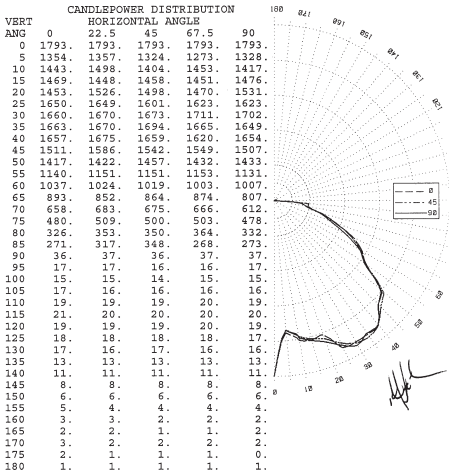 CANDLEPOWER DISTRIBUTION
VERT HORIZONTAL ANGLE
ANG 0 22.5 45 67.5 90
0 1793. 1793. 1793. 1793. 1793.
5 1354. 1357. 1324. 1273. 1328.
10 1443. 1498. 1404. 1453. 1417.
15 1469. 1448. 1458. 1451. 1476.
20 1453. 1526. 1498. 1470. 1531.
25 1650. 1649. 1601. 1623. 1623.
30 1660. 1670. 1673. 1711. 1702.
35 1663. 1670. 1694. 1665. 1649.
40 1657. 1675. 1659. 1620. 1654.
45 1511. 1586. 1542. 1549. 1507.
50 1417. 1422. 1457. 1432. 1433.
55 1140. 1151. 1151. 1153. 1131.
60 1037. 1024. 1019. 1003. 1007.
65 893. 852. 864. 874. 807.
70 658. 683. 675. 666. 612.
75 480. 509. 500. 503. 478.
80 326. 353. 350. 364. 332.
85 271. 317. 348. 268. 273.
90 36. 37. 36. 37. 37.
95 17. 17. 16. 16. 17.
100 15. 15. 14. 15. 15.
105 17. 16. 16. 16. 16.
110 19. 19. 19. 20. 19.
115 21. 20. 20. 20. 20.
120 19. 19. 19. 20. 19.
125 18. 18. 18. 18. 17.
130 17. 16. 17. 17. 16.
135 13. 13. 13. 13. 13.
140 11. 11. 11. 11. 11.
145 8. 8. 8. 8. 8.
150 6. 6. 6. 6. 6.
155 5. 4. 4. 4. 4.
160 3. 3. 2. 2. 2.
165 2. 2. 1. 1. 2.
170 3. 2. 2. 2. 2.
175 2. 1. 1. 1. 0.
180 1. 1. 1. 1. 1.
180
170
160
150
140
130
120
0
45
90
60
50
40
30
20
10
0